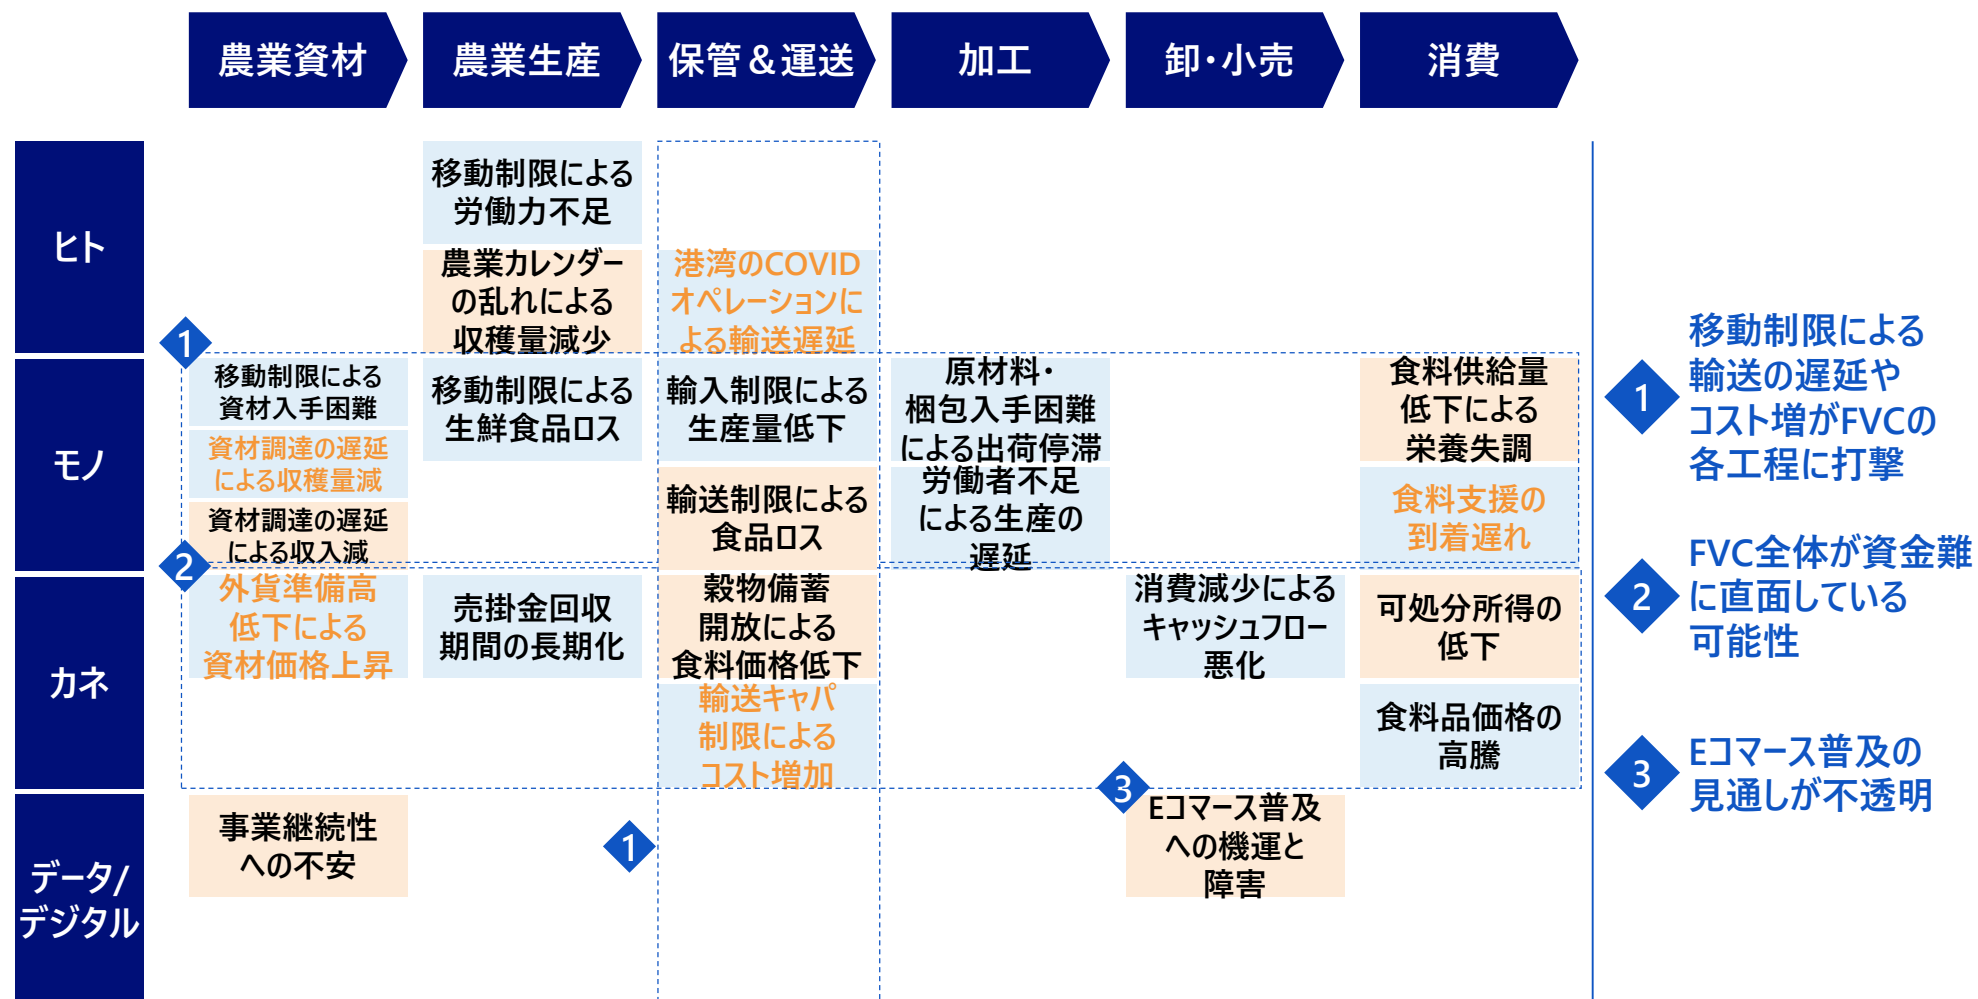 農業資材
農業生産
保管＆運送
加工
卸・小売
消費
ヒト
移動制限による
労働力不足
農業カレンダー
の乱れによる
収穫量減少
港湾のCOVID
オペレーションに
よる輸送遅延
1
モノ
移動制限による
資材入手困難
資材調達の遅延
による収穫量減
資材調達の遅延
による収入減
移動制限による
生鮮食品ロス
輸入制限による
生産量低下
輸送制限による
食品ロス
原材料・
梱包入手困難
による出荷停滞
労働者不足
による生産の
遅延
食料供給量
低下による
栄養失調
食料支援の
到着遅れ
2
カネ
外貨準備高
低下による
資材価格上昇
売掛金回収
期間の長期化
穀物備蓄
開放による
食料価格低下
輸送キャパ
制限による
コスト増加
消費減少による
キャッシュフロー
悪化
可処分所得の
低下
食料品価格の
高騰
データ/
デジタル
事業継続性
への不安
1
3
Eコマース普及
への機運と
障害
1
移動制限による
輸送の遅延や
コスト増がFVCの
各工程に打撃
2
FVC全体が資金難
に直面している
可能性
3
Eコマース普及の
見通しが不透明